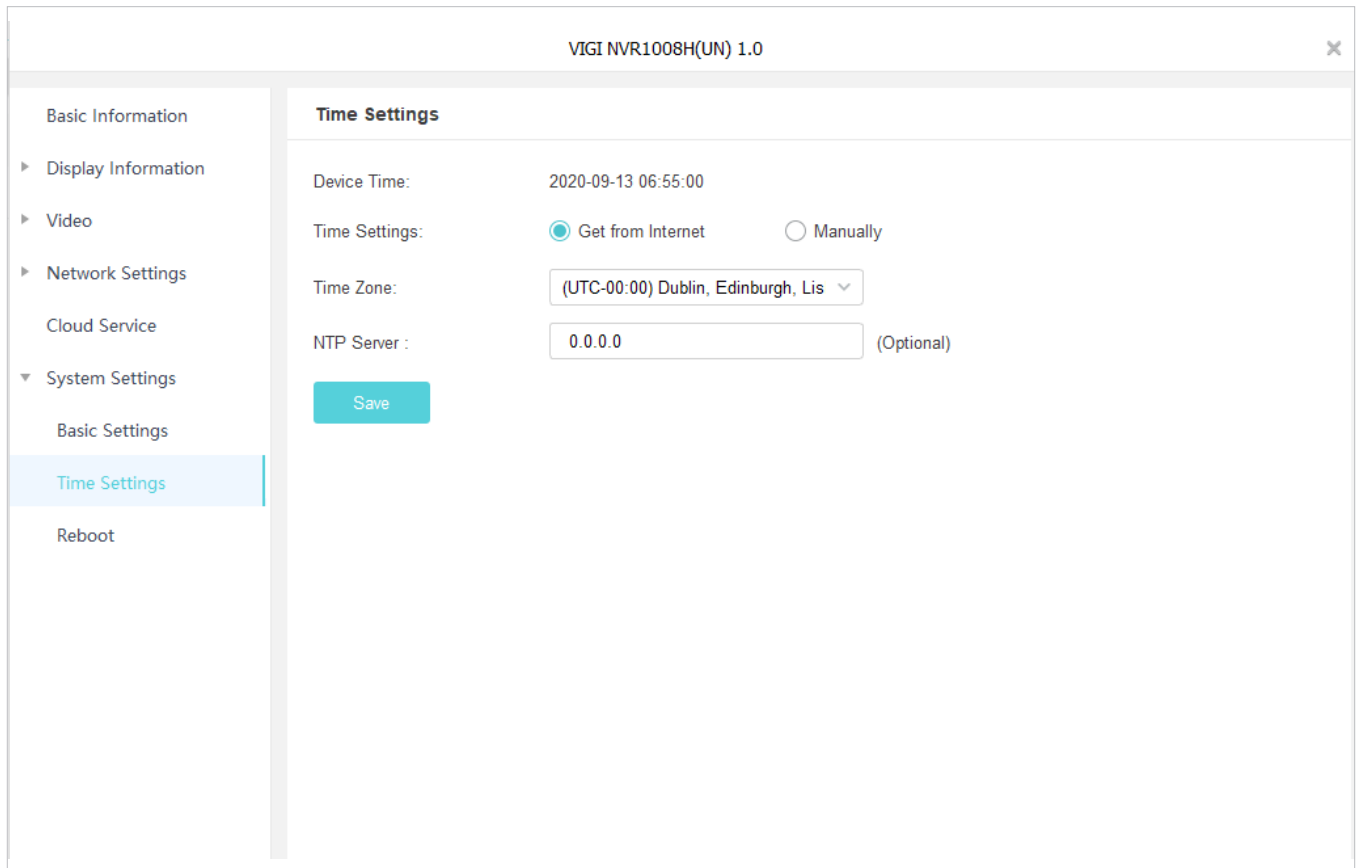 VIGI NVR1008H(UN) 1.0
Basic Information
Display Information
Video
Network Settings
Cloud Service
System Settings
Basic Settings
Time Settings
Reboot
Time Settings
Device Time: 2020-09-13 06:55:00
Time Settings: Get from Internet Manually
Time Zone: (UTC-00:00) Dublin, Edinburgh, Lis
NTP Server : 0.0.0.0 (Optional)
Save